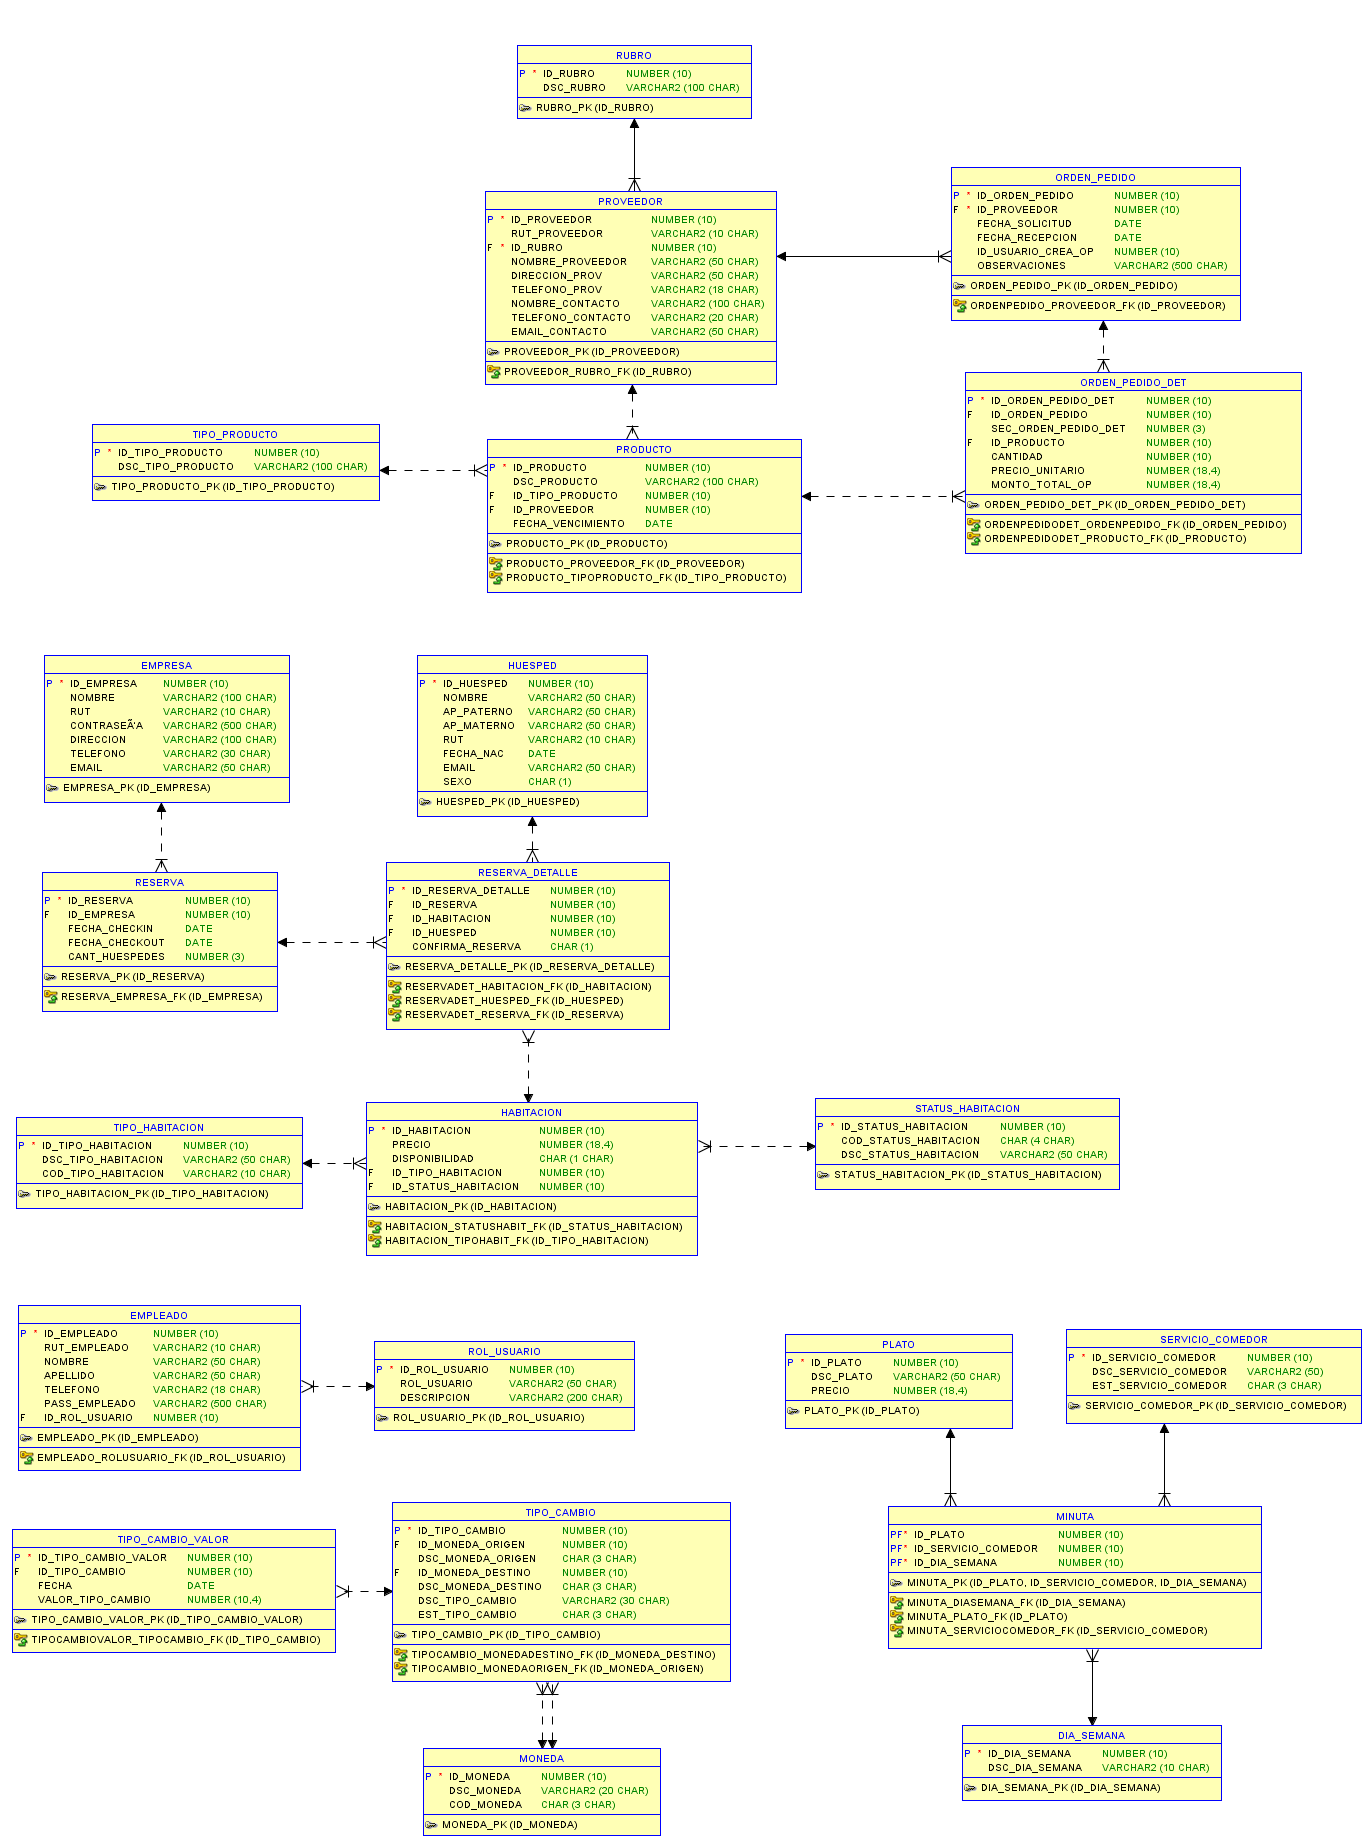 RUBRO
P * ID_RUBRO NUMBER (10)
DSC_RUBRO VARCHAR2 (100 CHAR)
RUBRO_PK (ID_RUBRO)
PROVEEDOR
P * ID_PROVEEDOR NUMBER (10)
RUT_PROVEEDOR VARCHAR2 (10 CHAR)
F * ID_RUBRO NUMBER (10)
NOMBRE_PROVEEDOR VARCHAR2 (50 CHAR)
DIRECCION_PROV VARCHAR2 (50 CHAR)
TELEFONO_PROV VARCHAR2 (18 CHAR)
NOMBRE_CONTACTO VARCHAR2 (100 CHAR)
TELEFONO_CONTACTO VARCHAR2 (20 CHAR)
EMAIL_CONTACTO VARCHAR2 (50 CHAR)
PROVEEDOR_PK (ID_PROVEEDOR)
PROVEEDOR_RUBRO_FK (ID_RUBRO)
ORDEN_PEDIDO
P * ID_ORDEN_PEDIDO NUMBER (10)
F * ID_PROVEEDOR NUMBER (10)
FECHA_SOLICITUD DATE
FECHA_RECEPCION DATE
ID_USUARIO_CREA_OP NUMBER (10)
OBSERVACIONES VARCHAR2 (500 CHAR)
ORDEN_PEDIDO_PK (ID_ORDEN_PEDIDO)
ORDENPEDIDO_PROVEEDOR_FK (ID_PROVEEDOR)
ORDEN_PEDIDO_DET
P * ID_ORDEN_PEDIDO_DET NUMBER (10)
F ID_ORDEN_PEDIDO NUMBER (10)
SEC_ORDEN_PEDIDO_DET NUMBER (3)
F ID_PRODUCTO NUMBER (10)
CANTIDAD NUMBER (10)
PRECIO_UNITARIO NUMBER (18,4)
MONTO_TOTAL_OP NUMBER (18,4)
ORDEN_PEDIDO_DET_PK (ID_ORDEN_PEDIDO_DET)
ORDENPEDIDODET_ORDENPEDIDO_FK (ID_ORDEN_PEDIDO)
ORDENPEDIDODET_PRODUCTO_FK (ID_PRODUCTO)
TIPO_PRODUCTO
P * ID_TIPO_PRODUCTO NUMBER (10)
DSC_TIPO_PRODUCTO VARCHAR2 (100 CHAR)
TIPO_PRODUCTO_PK (ID_TIPO_PRODUCTO)
PRODUCTO
P * ID_PRODUCTO NUMBER (10)
DSC_PRODUCTO VARCHAR2 (100 CHAR)
F ID_TIPO_PRODUCTO NUMBER (10)
F ID_PROVEEDOR NUMBER (10)
FECHA_VENCIMIENTO DATE
PRODUCTO_PK (ID_PRODUCTO)
PRODUCTO_PROVEEDOR_FK (ID_PROVEEDOR)
PRODUCTO_TIPOPRODUCTO_FK (ID_TIPO_PRODUCTO)
EMPRESA
P * ID_EMPRESA NUMBER (10)
NOMBRE VARCHAR2 (100 CHAR)
RUT VARCHAR2 (10 CHAR)
CONTRASEÃ'A VARCHAR2 (500 CHAR)
DIRECCION VARCHAR2 (100 CHAR)
TELEFONO VARCHAR2 (30 CHAR)
EMAIL VARCHAR2 (50 CHAR)
EMPRESA_PK (ID_EMPRESA)
HUESPED
P * ID_HUESPED NUMBER (10)
NOMBRE VARCHAR2 (50 CHAR)
AP_PATERNO VARCHAR2 (50 CHAR)
AP_MATERNO VARCHAR2 (50 CHAR)
RUT VARCHAR2 (10 CHAR)
FECHA_NAC DATE
EMAIL VARCHAR2 (50 CHAR)
SEXO CHAR (1)
HUESPED_PK (ID_HUESPED)
RESERVA
P * ID_RESERVA NUMBER (10)
F ID_EMPRESA NUMBER (10)
FECHA_CHECKIN DATE
FECHA_CHECKOUT DATE
CANT_HUESPEDES NUMBER (3)
RESERVA_PK (ID_RESERVA)
RESERVA_EMPRESA_FK (ID_EMPRESA)
RESERVA_DETALLE
P * ID_RESERVA_DETALLE NUMBER (10)
F ID_RESERVA NUMBER (10)
F ID_HABITACION NUMBER (10)
F ID_HUESPED NUMBER (10)
CONFIRMA_RESERVA CHAR (1)
RESERVA_DETALLE_PK (ID_RESERVA_DETALLE)
RESERVADET_HABITACION_FK (ID_HABITACION)
RESERVADET_HUESPED_FK (ID_HUESPED)
RESERVADET_RESERVA_FK (ID_RESERVA)
TIPO_HABITACION
P * ID_TIPO_HABITACION NUMBER (10)
DSC_TIPO_HABITACION VARCHAR2 (50 CHAR)
COD_TIPO_HABITACION VARCHAR2 (10 CHAR)
TIPO_HABITACION_PK (ID_TIPO_HABITACION)
HABITACION
P * ID_HABITACION NUMBER (10)
PRECIO NUMBER (18,4)
DISPONIBILIDAD CHAR (1 CHAR)
F ID_TIPO_HABITACION NUMBER (10)
F ID_STATUS_HABITACION NUMBER (10)
HABITACION_PK (ID_HABITACION)
HABITACION_STATUSHABIT_FK (ID_STATUS_HABITACION)
HABITACION_TIPOHABIT_FK (ID_TIPO_HABITACION)
STATUS_HABITACION
P * ID_STATUS_HABITACION NUMBER (10)
COD_STATUS_HABITACION CHAR (4 CHAR)
DSC_STATUS_HABITACION VARCHAR2 (50 CHAR)
STATUS_HABITACION_PK (ID_STATUS_HABITACION)
EMPLEADO
P * ID_EMPLEADO NUMBER (10)
RUT_EMPLEADO VARCHAR2 (10 CHAR)
NOMBRE VARCHAR2 (50 CHAR)
APELLIDO VARCHAR2 (50 CHAR)
TELEFONO VARCHAR2 (18 CHAR)
PASS_EMPLEADO VARCHAR2 (500 CHAR)
F ID_ROL_USUARIO NUMBER (10)
EMPLEADO_PK (ID_EMPLEADO)
EMPLEADO_ROLUSUARIO_FK (ID_ROL_USUARIO)
ROL_USUARIO
P * ID_ROL_USUARIO NUMBER (10)
ROL_USUARIO VARCHAR2 (50 CHAR)
DESCRIPCION VARCHAR2 (200 CHAR)
ROL_USUARIO_PK (ID_ROL_USUARIO)
PLATO
P * ID_PLATO NUMBER (10)
DSC_PLATO VARCHAR2 (50 CHAR)
PRECIO NUMBER (18,4)
PLATO_PK (ID_PLATO)
SERVICIO_COMEDOR
P * ID_SERVICIO_COMEDOR NUMBER (10)
DSC_SERVICIO_COMEDOR VARCHAR2 (50)
EST_SERVICIO_COMEDOR CHAR (3 CHAR)
SERVICIO_COMEDOR_PK (ID_SERVICIO_COMEDOR)
TIPO_CAMBIO_VALOR
P * ID_TIPO_CAMBIO_VALOR NUMBER (10)
F ID_TIPO_CAMBIO NUMBER (10)
FECHA DATE
VALOR_TIPO_CAMBIO NUMBER (10,4)
TIPO_CAMBIO_VALOR_PK (ID_TIPO_CAMBIO_VALOR)
TIPOCAMBIOVALOR_TIPOCAMBIO_FK (ID_TIPO_CAMBIO)
TIPO_CAMBIO
P * ID_TIPO_CAMBIO NUMBER (10)
F ID_MONEDA_ORIGEN NUMBER (10)
DSC_MONEDA_ORIGEN CHAR (3 CHAR)
F ID_MONEDA_DESTINO NUMBER (10)
DSC_MONEDA_DESTINO CHAR (3 CHAR)
DSC_TIPO_CAMBIO VARCHAR2 (30 CHAR)
EST_TIPO_CAMBIO CHAR (3 CHAR)
TIPO_CAMBIO_PK (ID_TIPO_CAMBIO)
TIPOCAMBIO_MONEDADESTINO_FK (ID_MONEDA_DESTINO)
TIPOCAMBIO_MONEDAORIGEN_FK (ID_MONEDA_ORIGEN)
MINUTA
PF* ID_PLATO NUMBER (10)
PF* ID_SERVICIO_COMEDOR NUMBER (10)
PF* ID_DIA_SEMANA NUMBER (10)
MINUTA_PK (ID_PLATO, ID_SERVICIO_COMEDOR, ID_DIA_SEMANA)
MINUTA_DIASEMANA_FK (ID_DIA_SEMANA)
MINUTA_PLATO_FK (ID_PLATO)
MINUTA_SERVICIOCOMEDOR_FK (ID_SERVICIO_COMEDOR)
MONEDA
P * ID_MONEDA NUMBER (10)
DSC_MONEDA VARCHAR2 (20 CHAR)
COD_MONEDA CHAR (3 CHAR)
MONEDA_PK (ID_MONEDA)
DIA_SEMANA
P * ID_DIA_SEMANA NUMBER (10)
DSC_DIA_SEMANA VARCHAR2 (10 CHAR)
DIA_SEMANA_PK (ID_DIA_SEMANA)